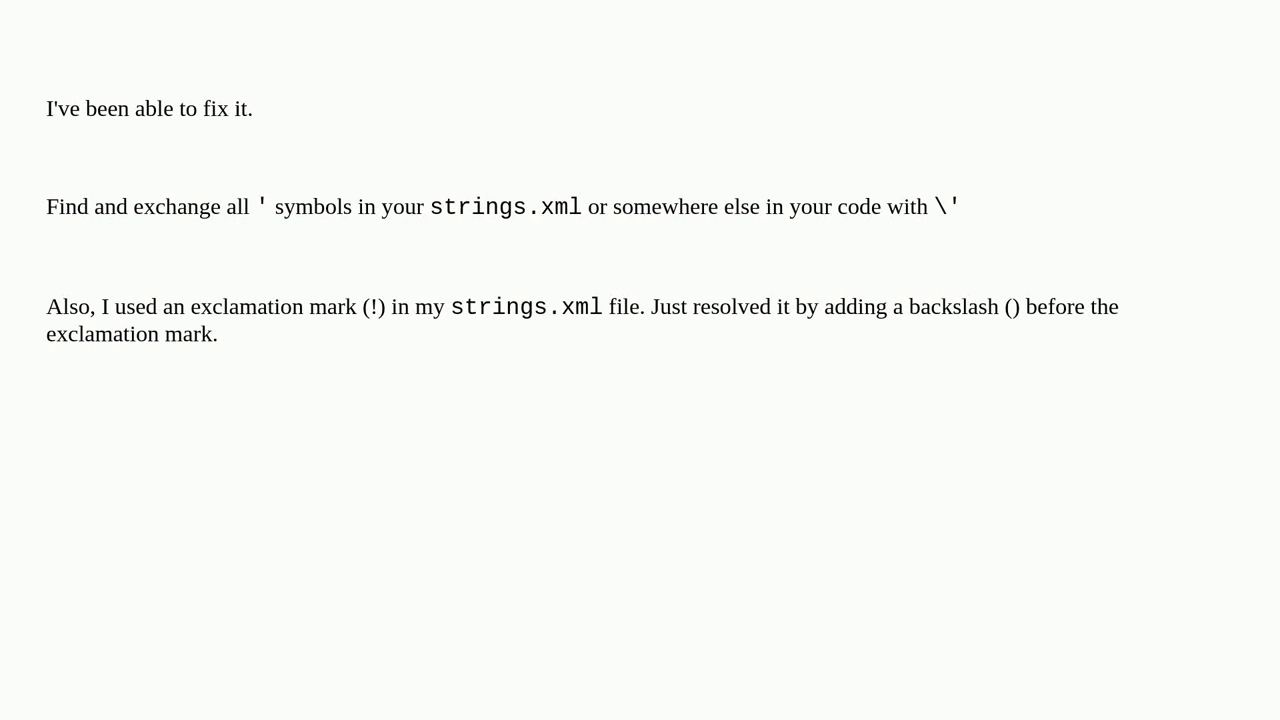 I've been able to fix it.
Find and exchange all ' symbols in your strings.xml or somewhere else in your code with \'
Also, I used an exclamation mark (!) in my strings.xml file. Just resolved it by adding a backslash () before the
exclamation mark.